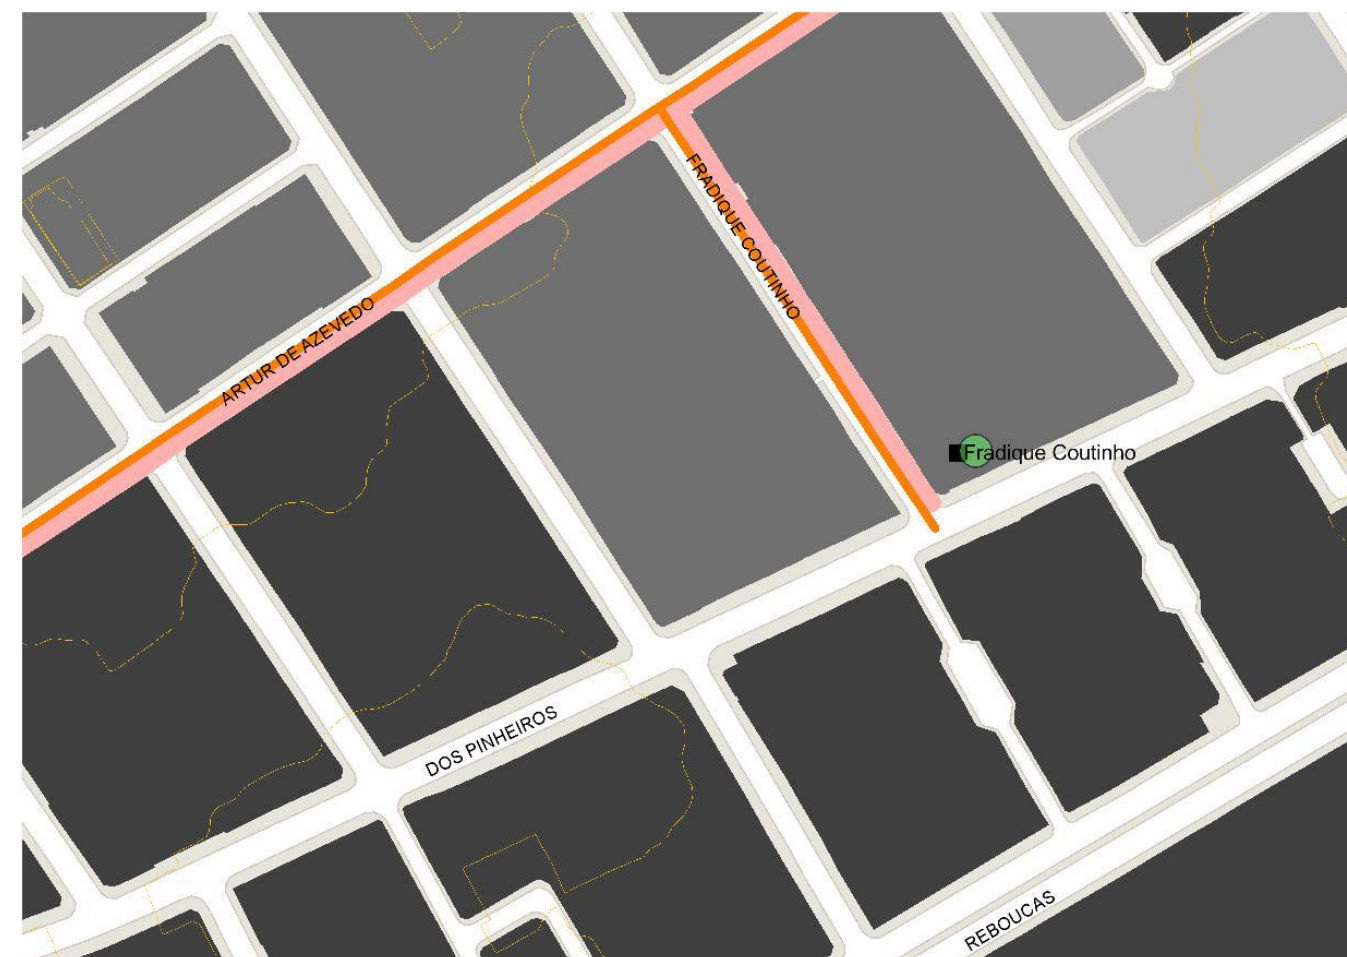 FRADIQUE COUTINHO
ARTUR DE AZEVEDO
Fradique Coutinho
DOS PINHEIROS
REBOUCAS